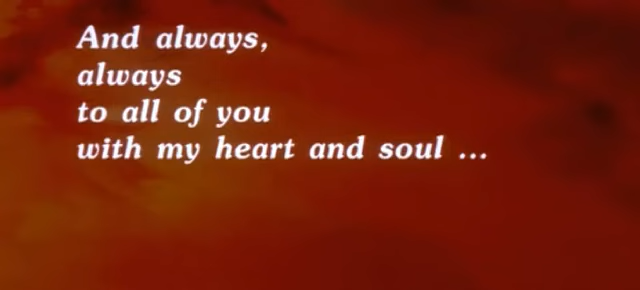 And always,
always
to all of you
with my heart and soul ...